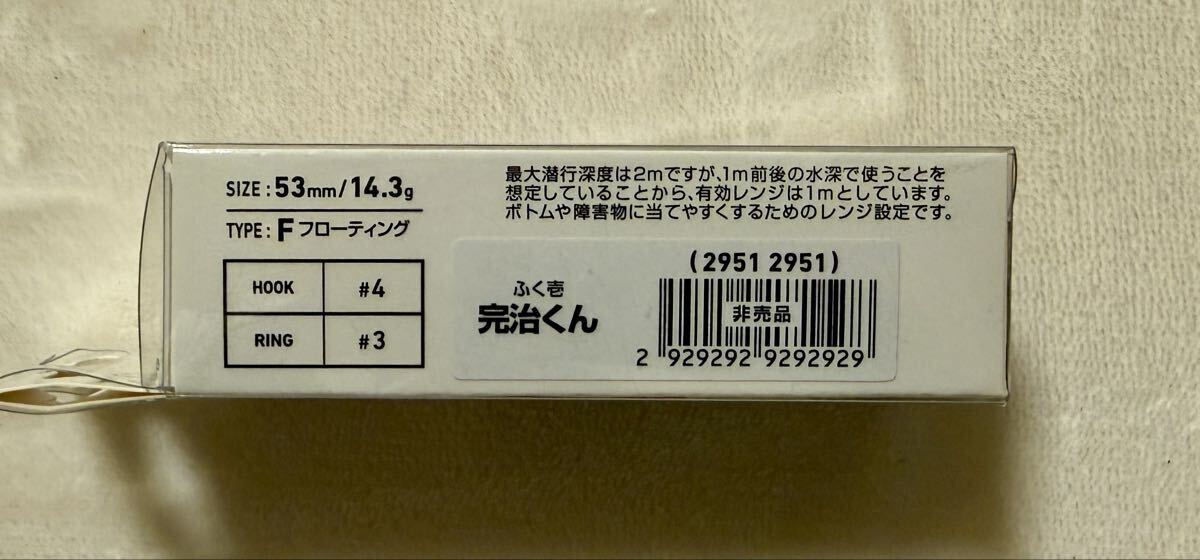 SIZE : 53mm/14.3g
TYPE : F フローティング
HOOK #4
RING #3
最大潜行深度は2mですが、1m前後の水深で使うことを
想定していることから、有効レンジは1mとしています。
ボトムや障害物に当てやすくするためのレンジ設定です。
ふく壱
完治くん
(2951 2951)
非売品
2 929292 9292929